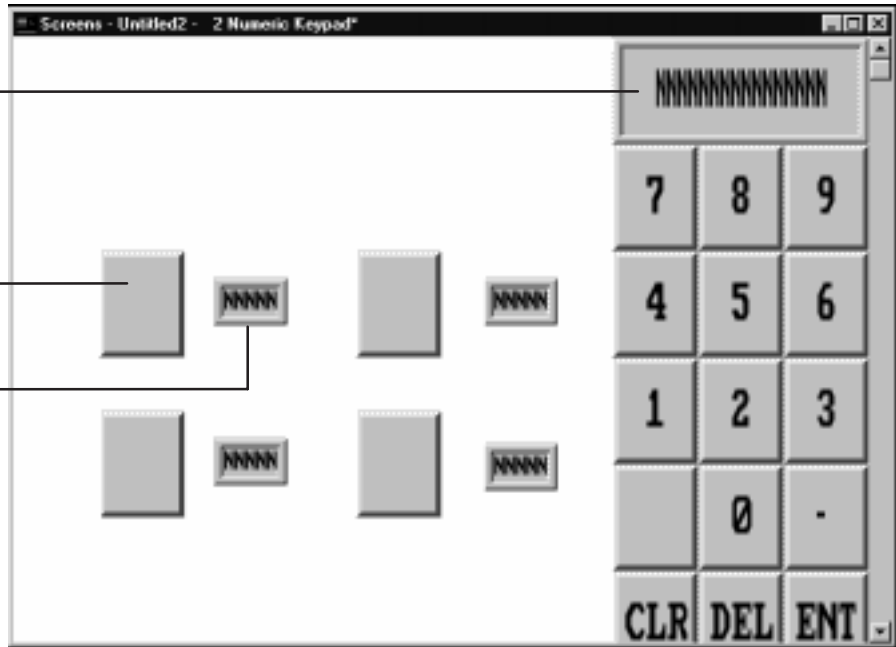 Screens - Untitled2 - 2 Numeric Keypad*
NNNNNNNNNNNNNNN
7 8 9
NNNNN NNNNN
4 5 6
1 2 3
NNNNN NNNNN
0 -
CLR DEL ENT